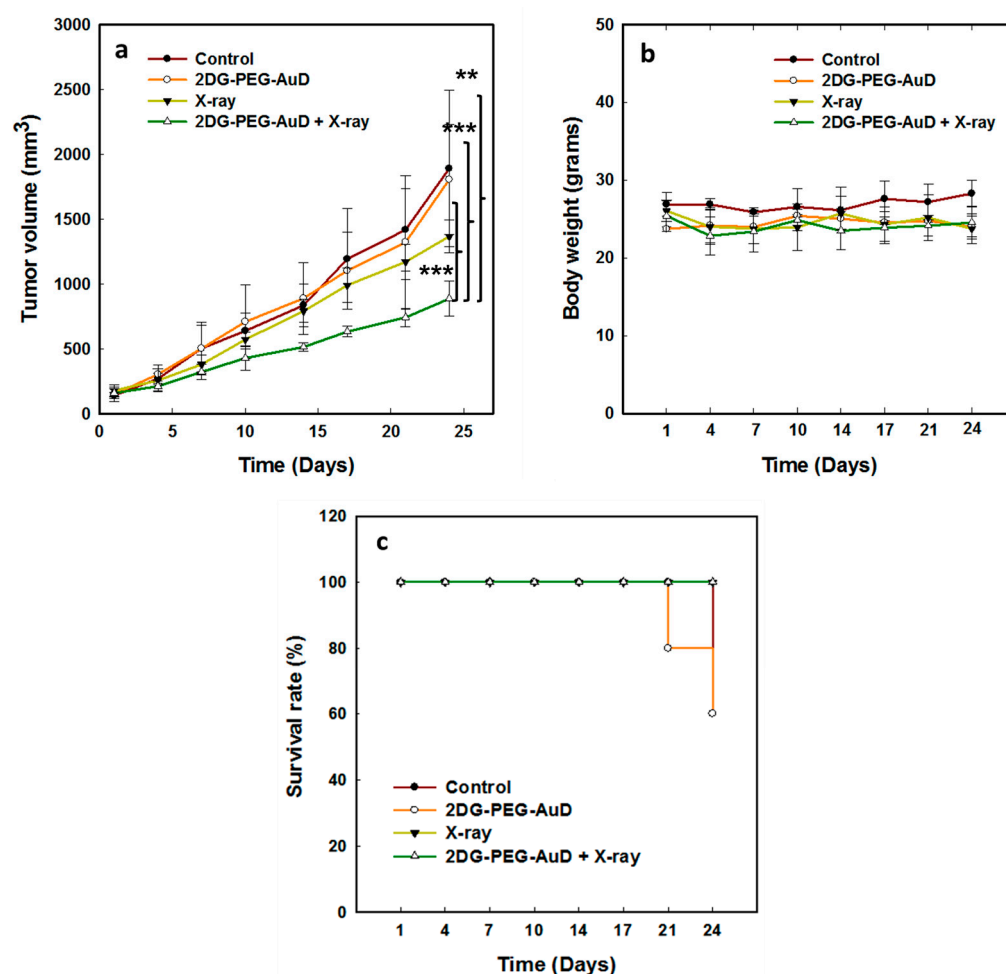 a
3000
2500
2000
1500
1000
500
0
Tumor volume (mm³)
Control
2DG-PEG-AuD
X-ray
2DG-PEG-AuD + X-ray
**
***
***
0 5 10 15 20 25
Time (Days)
b
50
40
30
20
10
0
Body weight (grams)
Control
2DG-PEG-AuD
X-ray
2DG-PEG-AuD + X-ray
1 4 7 10 14 17 21 24
Time (Days)
c
120
100
80
60
40
20
0
Survival rate (%)
Control
2DG-PEG-AuD
X-ray
2DG-PEG-AuD + X-ray
1 4 7 10 14 17 21 24
Time (Days)